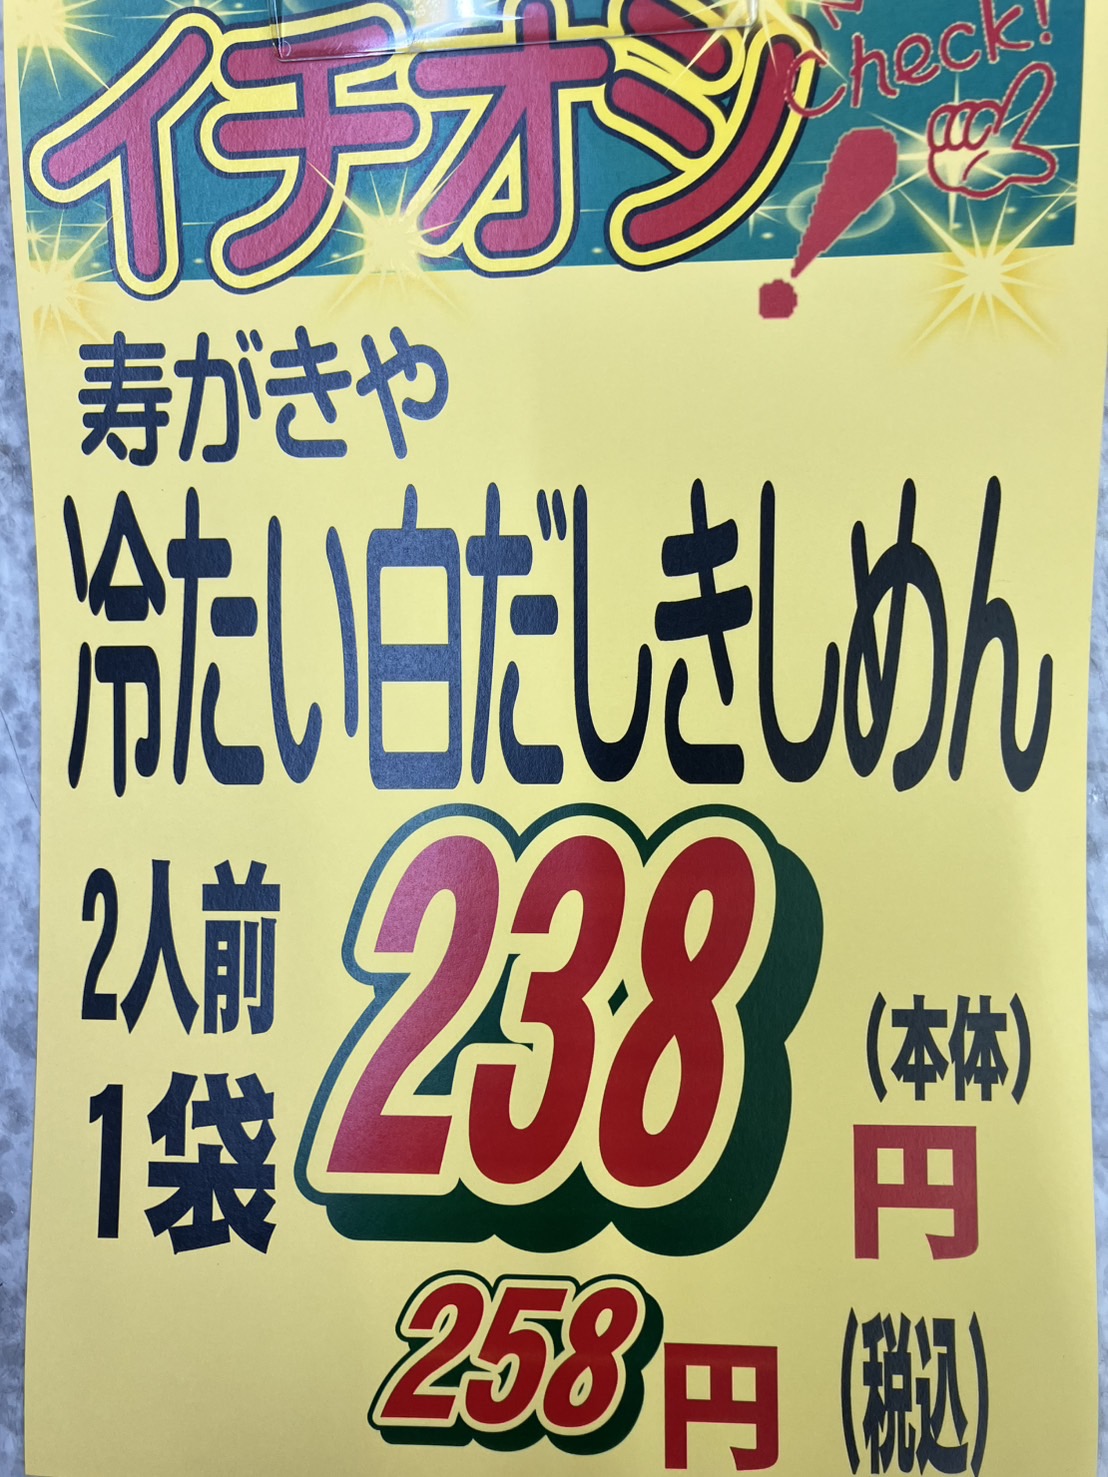 イチオシ
Check!
!
寿がきや
冷たい白だしきしめん
2人前
1袋
238
(本体)
円
258円
(税込)